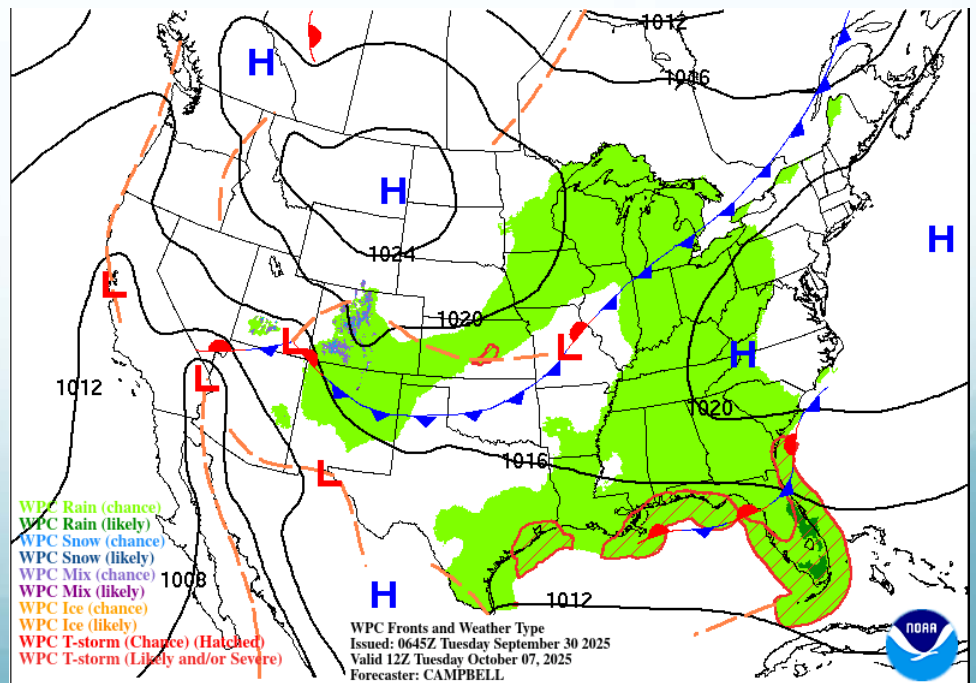 1012
1016
H
H
1024
H
1020
L
L
L
1012
L
H
1020
1016
L
WPC Rain (chance)
WPC Rain (likely)
WPC Snow (chance)
WPC Snow (likely)
WPC Mix (chance)
WPC Mix (likely)
WPC Ice (chance)
WPC Ice (likely)
WPC T-storm (Chance) (Hatched)
WPC T-storm (Likely and/or Severe)
1008
H
1012
WPC Fronts and Weather Type
Issued: 0645Z Tuesday September 30 2025
Valid 12Z Tuesday October 07, 2025
Forecaster: CAMPBELL
NOAA